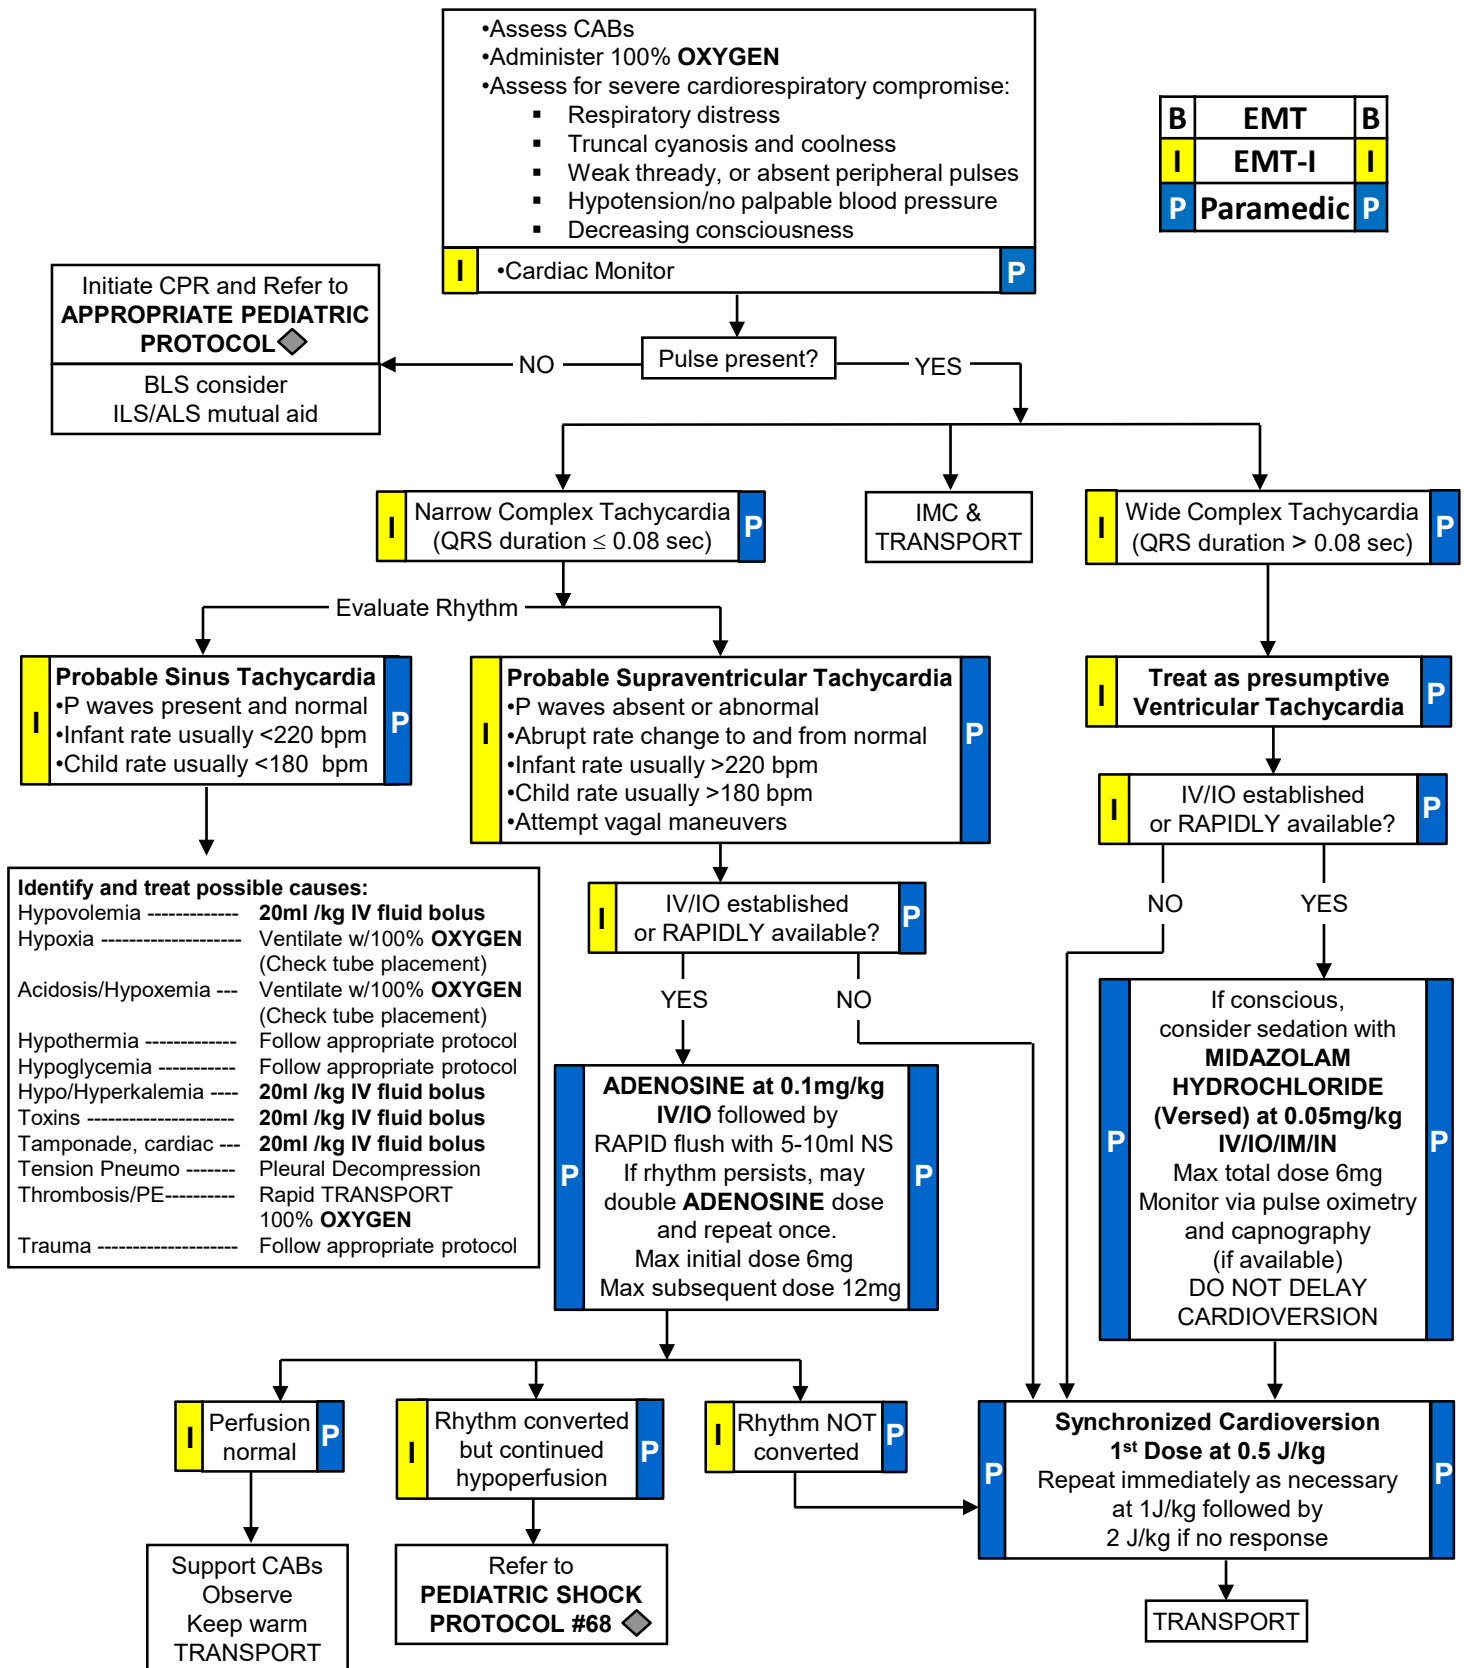 •Assess CABs
•Administer 100% OXYGEN
•Assess for severe cardiorespiratory compromise:
▪ Respiratory distress
▪ Truncal cyanosis and coolness
▪ Weak thready, or absent peripheral pulses
▪ Hypotension/no palpable blood pressure
▪ Decreasing consciousness
I •Cardiac Monitor P
B EMT B
I EMT-I I
P Paramedic P
Initiate CPR and Refer to
APPROPRIATE PEDIATRIC
PROTOCOL
BLS consider
ILS/ALS mutual aid
NO
Pulse present?
YES
I Narrow Complex Tachycardia P
(QRS duration ≤ 0.08 sec)
IMC &
TRANSPORT
I Wide Complex Tachycardia P
(QRS duration > 0.08 sec)
Evaluate Rhythm
Probable Sinus Tachycardia
•P waves present and normal
I •Infant rate usually <220 bpm P
•Child rate usually <180 bpm
Probable Supraventricular Tachycardia
•P waves absent or abnormal
I •Abrupt rate change to and from normal P
•Infant rate usually >220 bpm
•Child rate usually >180 bpm
•Attempt vagal maneuvers
I Treat as presumptive P
Ventricular Tachycardia
I IV/IO established P
or RAPIDLY available?
NO
YES
Identify and treat possible causes:
Hypovolemia ------------- 20ml /kg IV fluid bolus
Hypoxia -------------------- Ventilate w/100% OXYGEN
(Check tube placement)
Acidosis/Hypoxemia --- Ventilate w/100% OXYGEN
(Check tube placement)
Hypothermia ------------- Follow appropriate protocol
Hypoglycemia ----------- Follow appropriate protocol
Hypo/Hyperkalemia ---- 20ml /kg IV fluid bolus
Toxins --------------------- 20ml /kg IV fluid bolus
Tamponade, cardiac --- 20ml /kg IV fluid bolus
Tension Pneumo ------- Pleural Decompression
Thrombosis/PE---------- Rapid TRANSPORT
100% OXYGEN
Trauma -------------------- Follow appropriate protocol
I IV/IO established P
or RAPIDLY available?
YES
NO
ADENOSINE at 0.1mg/kg
IV/IO followed by
RAPID flush with 5-10ml NS
P If rhythm persists, may P
double ADENOSINE dose
and repeat once.
Max initial dose 6mg
Max subsequent dose 12mg
If conscious,
consider sedation with
MIDAZOLAM
HYDROCHLORIDE
(Versed) at 0.05mg/kg
P IV/IO/IM/IN P
Max total dose 6mg
Monitor via pulse oximetry
and capnography
(if available)
DO NOT DELAY
CARDIOVERSION
I Perfusion P
normal
Rhythm converted
I but continued P
hypoperfusion
I Rhythm NOT P
converted
Synchronized Cardioversion
1st Dose at 0.5 J/kg
P Repeat immediately as necessary P
at 1J/kg followed by
2 J/kg if no response
Support CABs
Observe
Keep warm
TRANSPORT
Refer to
PEDIATRIC SHOCK
PROTOCOL #68
TRANSPORT